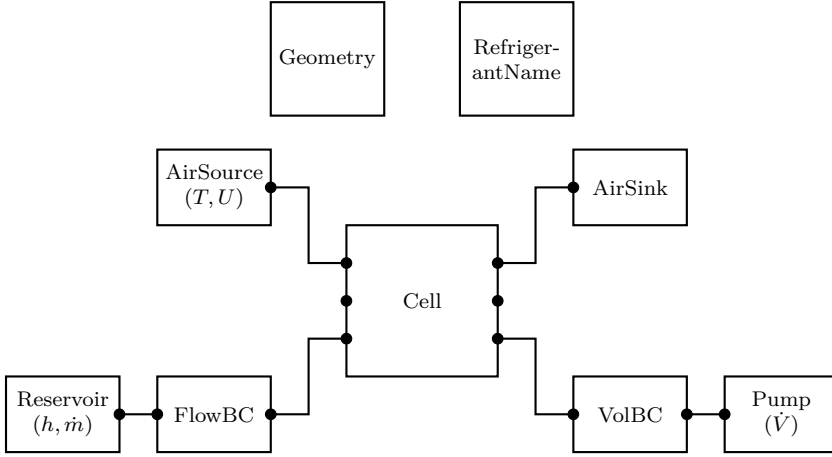 Geometry
Refriger-
antName
AirSource
(T, U)
AirSink
Cell
Reservoir
(h, ṁ)
FlowBC
VolBC
Pump
(V̇)